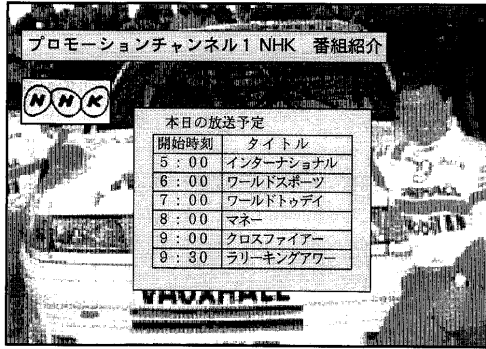 プロモーションチャンネル1 NHK 番組紹介
NHK
本日の放送予定
開始時刻 タイトル
5：00 インターナショナル
6：00 ワールドスポーツ
7：00 ワールドトゥデイ
8：00 マネー
9：00 クロスファイアー
9：30 ラリーキングアワー
VAUXHALL